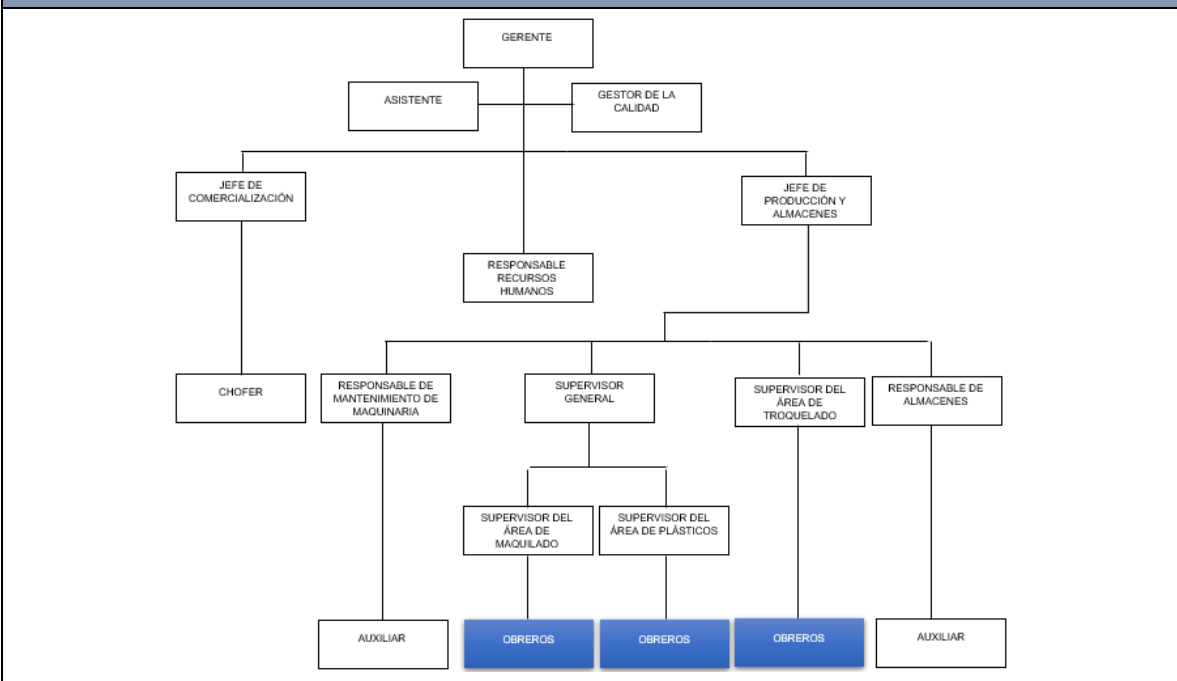 GERENTE
ASISTENTE
GESTOR DE LA
CALIDAD
JEFE DE
COMERCIALIZACIÓN
JEFE DE
PRODUCCIÓN Y
ALMACENES
RESPONSABLE
RECURSOS
HUMANOS
CHOFER
RESPONSABLE DE
MANTENIMIENTO DE
MAQUINARIA
SUPERVISOR
GENERAL
SUPERVISOR DEL
ÁREA DE
TROQUELADO
RESPONSABLE DE
ALMACENES
SUPERVISOR DEL
ÁREA DE
MAQUILADO
SUPERVISOR DEL
ÁREA DE PLÁSTICOS
AUXILIAR
OBREROS
OBREROS
OBREROS
AUXILIAR